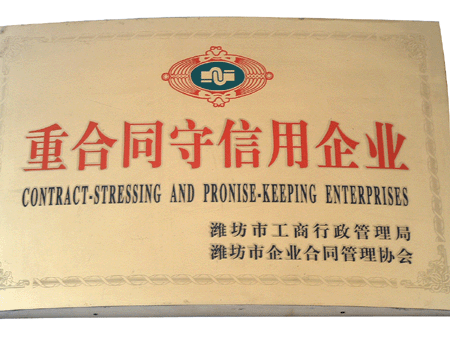 重合同守信用企业
CONTRACT-STRESSING AND PRONISE-KEEPING ENTERPRISES
潍坊市工商行政管理局
潍坊市企业合同管理协会